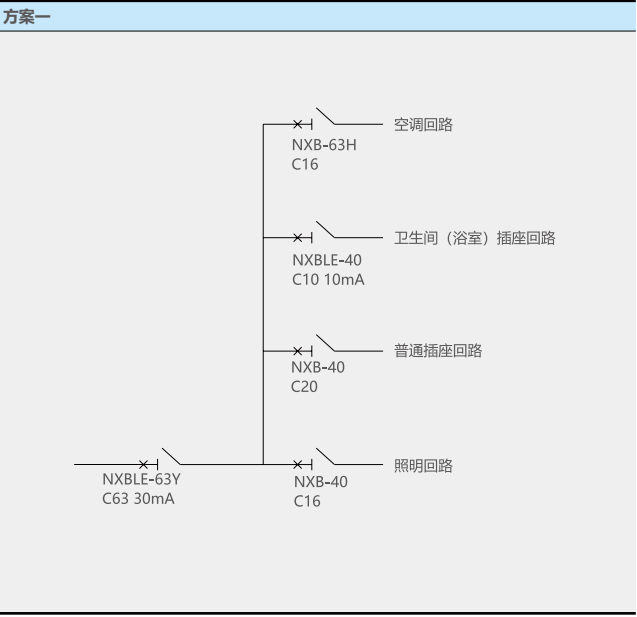 方案一
空调回路
NXB-63H
C16
卫生间（浴室）插座回路
NXBLE-40
C10 10mA
普通插座回路
NXB-40
C20
照明回路
NXBLE-63Y
C63 30mA
NXB-40
C16